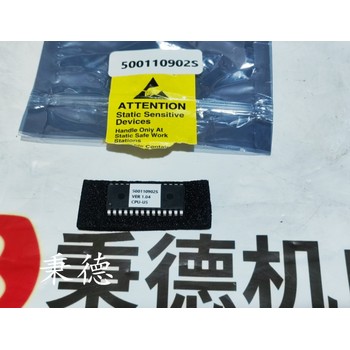 500110902S
ATTENTION
Static Sensitive
Devices
Handle Only At
Static Safe Work
Stations
500110902S
VER 1.04
CPU-U5
秉德
秉德机